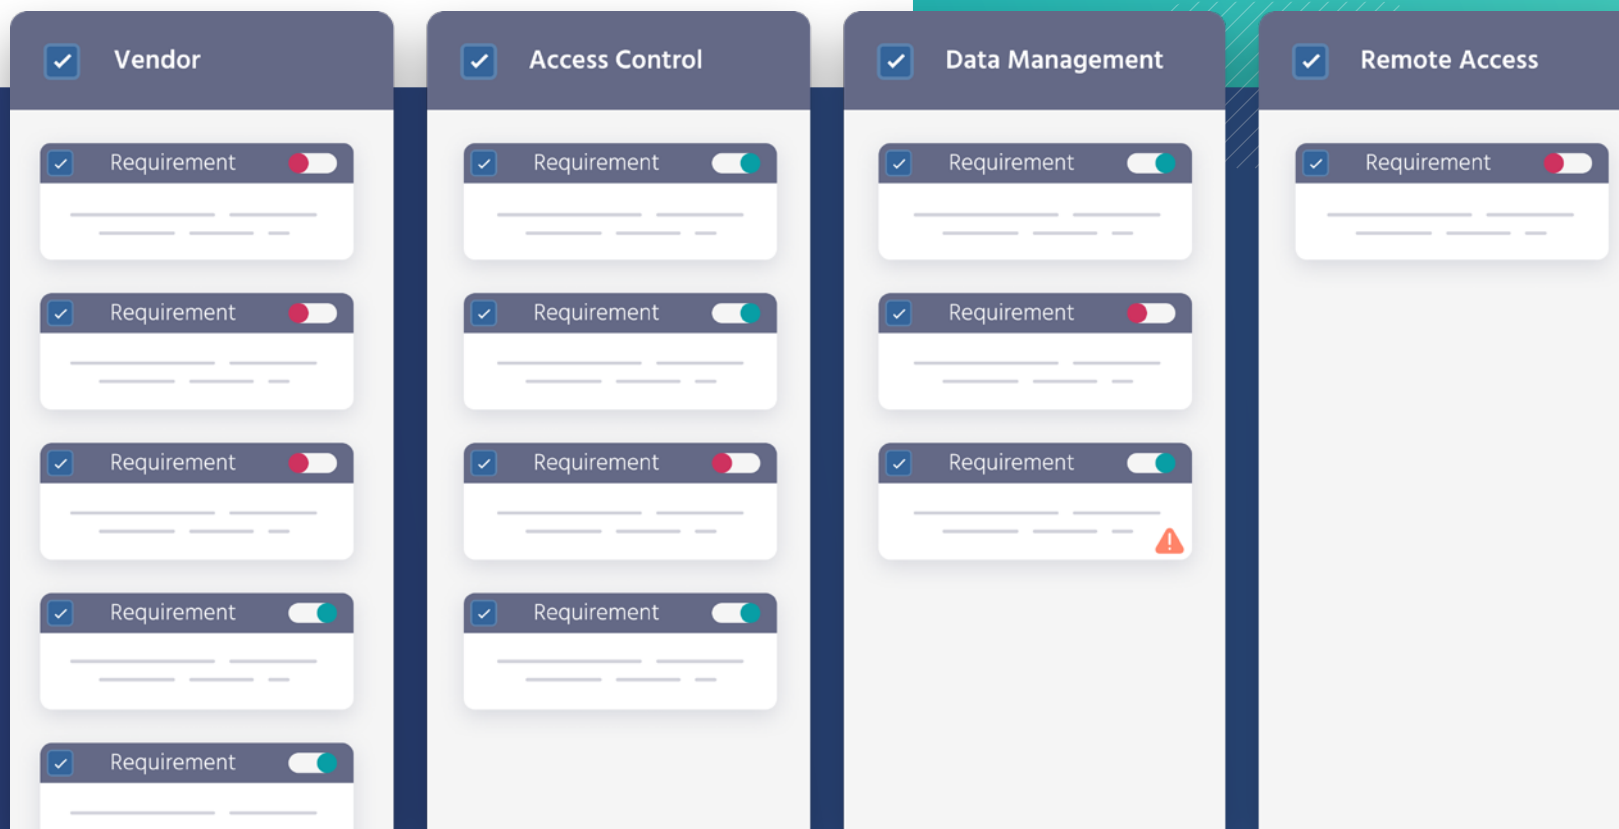 Vendor
Requirement
Requirement
Requirement
Requirement
Requirement
Access Control
Requirement
Requirement
Requirement
Requirement
Data Management
Requirement
Requirement
Requirement
Remote Access
Requirement